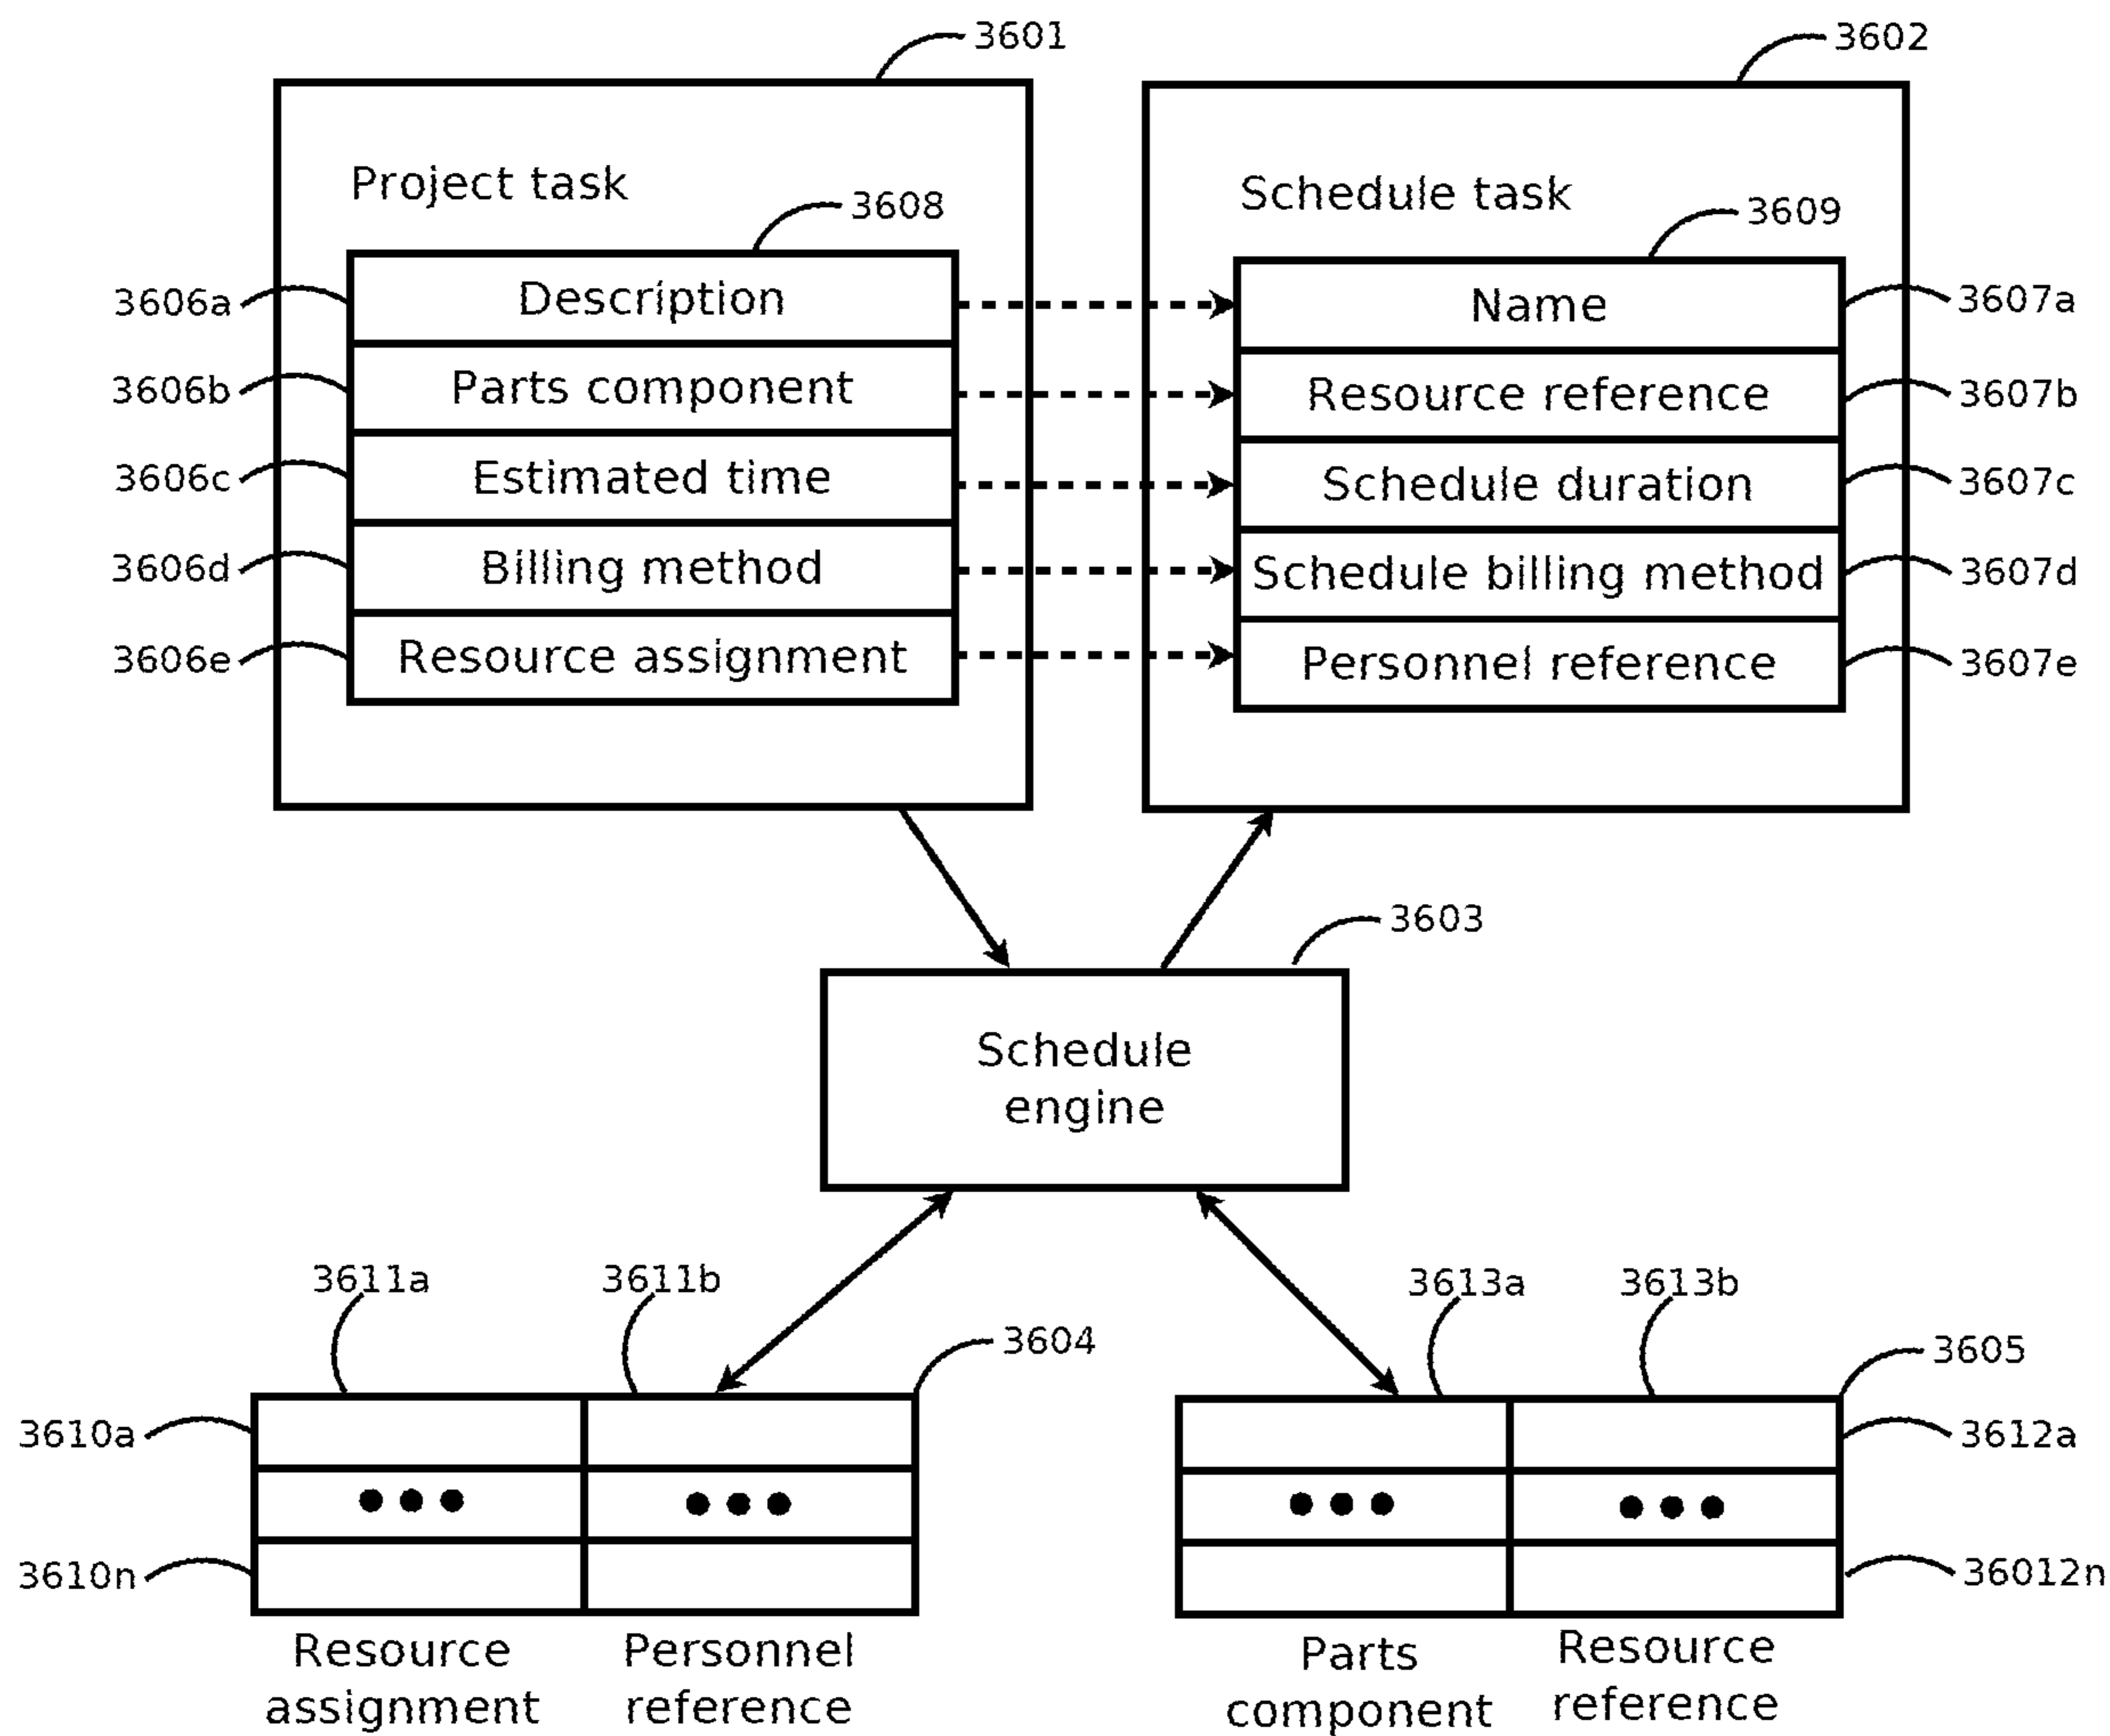 3601
3602
Project task
3608
Schedule task
3609
3606a
Description
Name
3607a
3606b
Parts component
Resource reference
3607b
3606c
Estimated time
Schedule duration
3607c
3606d
Billing method
Schedule billing method
3607d
3606e
Resource assignment
Personnel reference
3607e
3603
Schedule
engine
3611a
3611b
3604
3613a
3613b
3605
3610a
3612a
3610n
36012n
Resource
assignment
Personnel
reference
Parts
component
Resource
reference